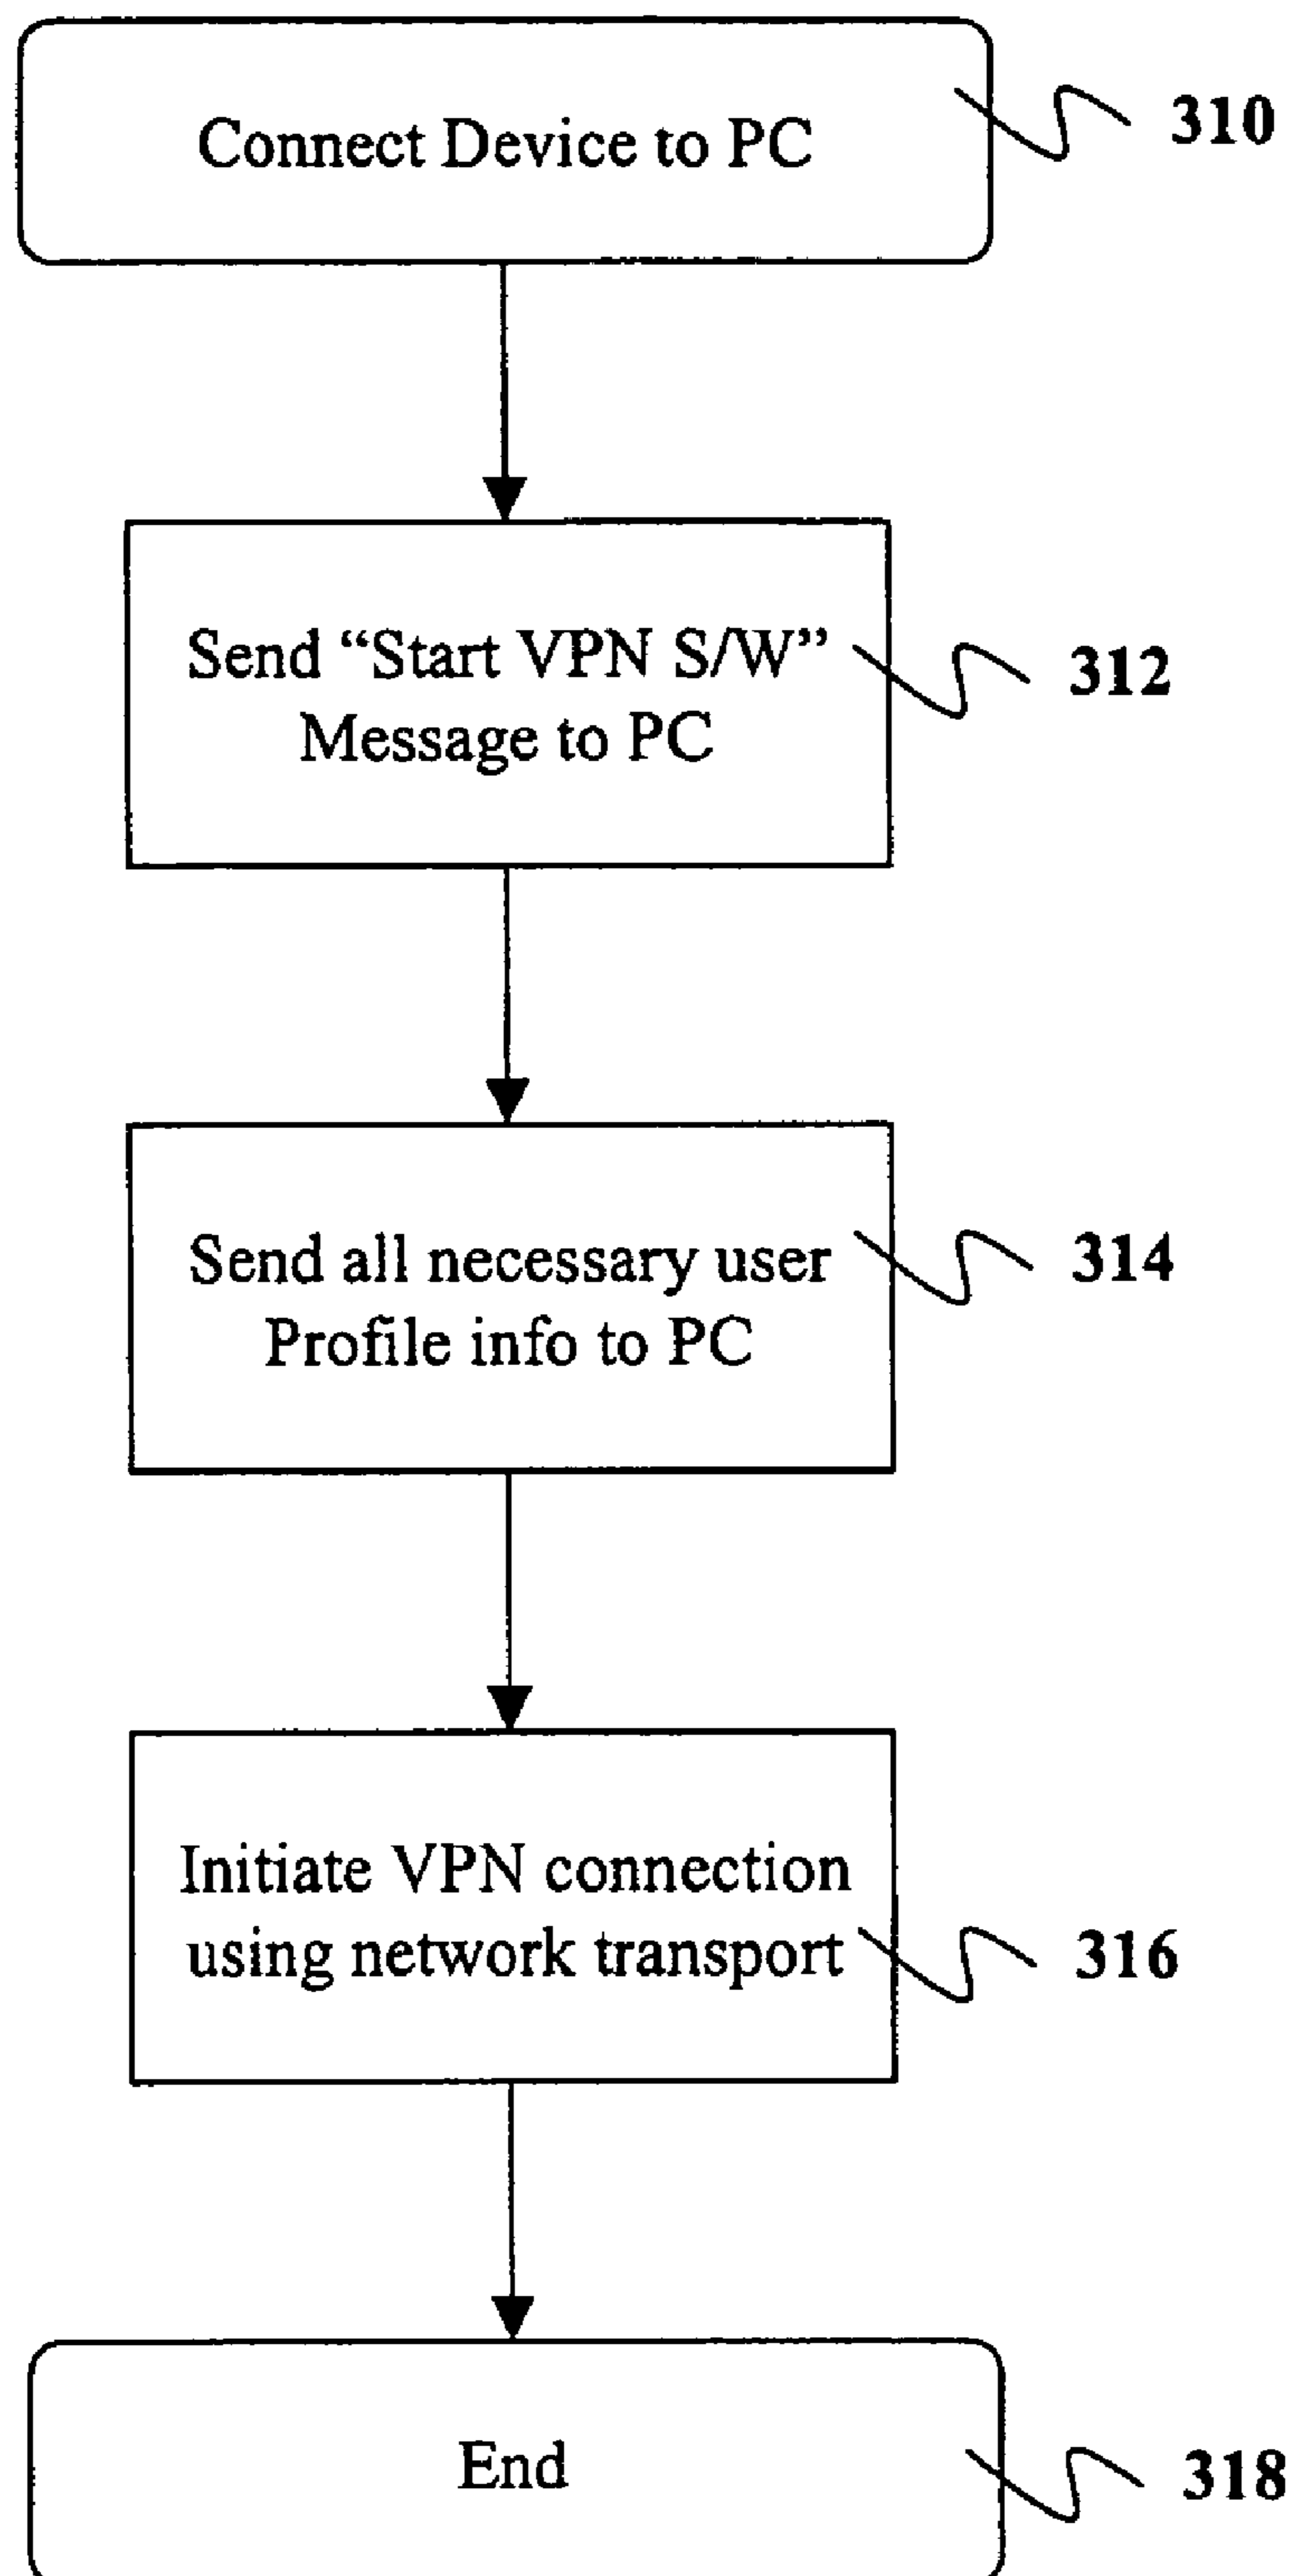 Connect Device to PC
310
Send “Start VPN S/W”
Message to PC
312
Send all necessary user
Profile info to PC
314
Initiate VPN connection
using network transport
316
End
318